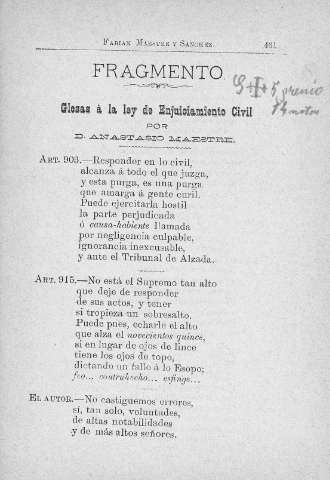 FABIAN MAESTRE Y SANCHEZ. 461
FRAGMENTO
Glosas á la ley de Enjuiciamiento Civil
POR
D. ANASTASIO MAESTRE.
ART. 903.—Responder en lo civil,
alcanza á todo el que juzga,
y esta purga, es una purga
que amarga á gente curil.
Puede ejercitarla hostil
la parte perjudicada
ó causa-habiente llamada
por negligencia culpable,
ignorancia inexcusable,
y ante el Tribunal de Alzada.
ART. 915.—No está el Supremo tan alto
que deje de responder
de sus actos, y tener
si tropieza un sobresalto.
Puede pues, echarle el alto
que alza el novecientos quince,
si en lugar de ojos de lince
tiene los ojos de topo,
dictando un fallo á lo Esopo;
feo... contrahecho... esfinge...
EL AUTOR.—No castiguemos errores,
sí, tan solo, voluntades,
de altas notabilidades
y de más altos señores.